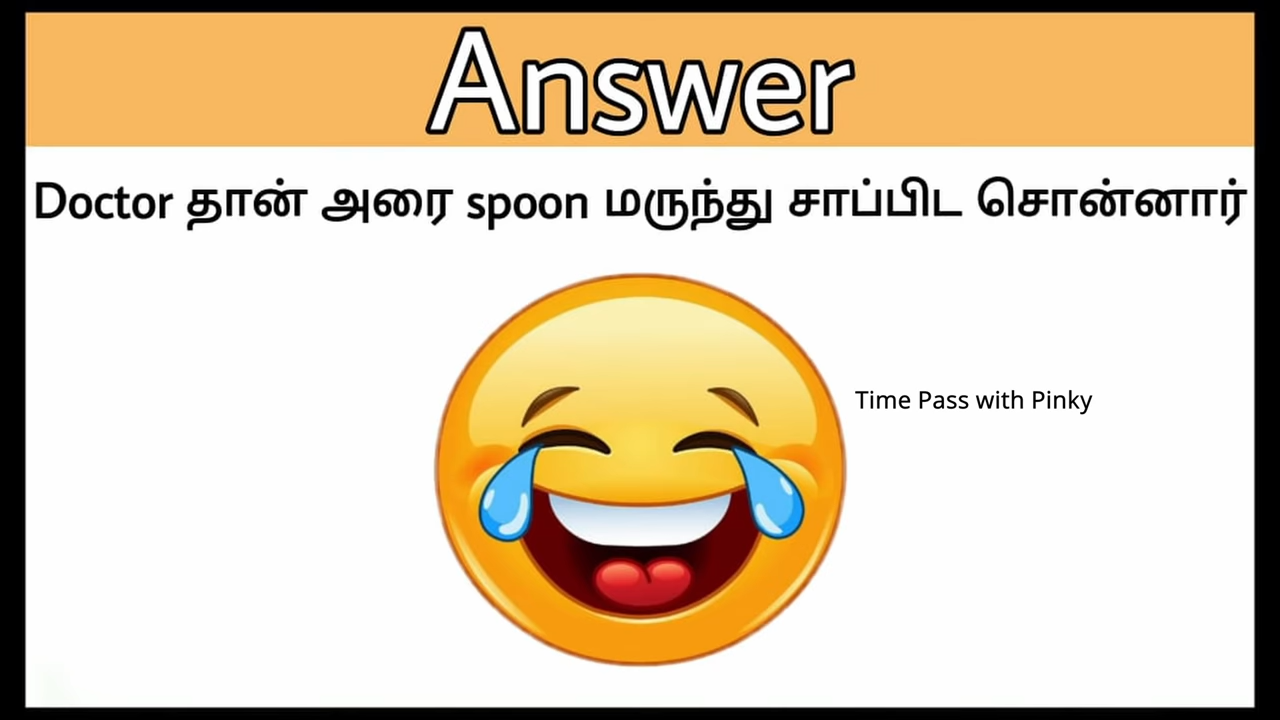 Answer
Doctor தான் அரை spoon மருந்து சாப்பிட சொன்னார்
Time Pass with Pinky